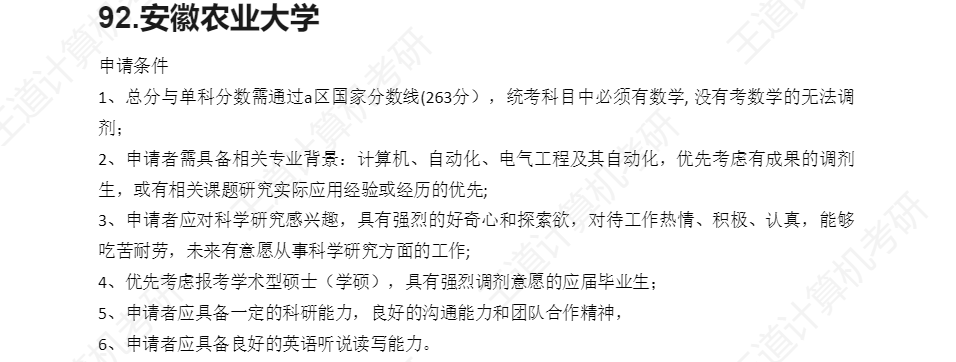 92.安徽农业大学
申请条件
1、总分与单科分数需通过a区国家分数线(263分），统考科目中必须有数学, 没有考数学的无法调
剂；
2、申请者需具备相关专业背景：计算机、自动化、电气工程及其自动化，优先考虑有成果的调剂
生，或有相关课题研究实际应用经验或经历的优先;
3、申请者应对科学研究感兴趣，具有强烈的好奇心和探索欲，对待工作热情、积极、认真，能够
吃苦耐劳，未来有意愿从事科学研究方面的工作;
4、优先考虑报考学术型硕士（学硕），具有强烈调剂意愿的应届毕业生；
5、申请者应具备一定的科研能力，良好的沟通能力和团队合作精神，
6、申请者应具备良好的英语听说读写能力。
王道计算机考研
王道计算机考研
王道计算机考研
王道计算机考研